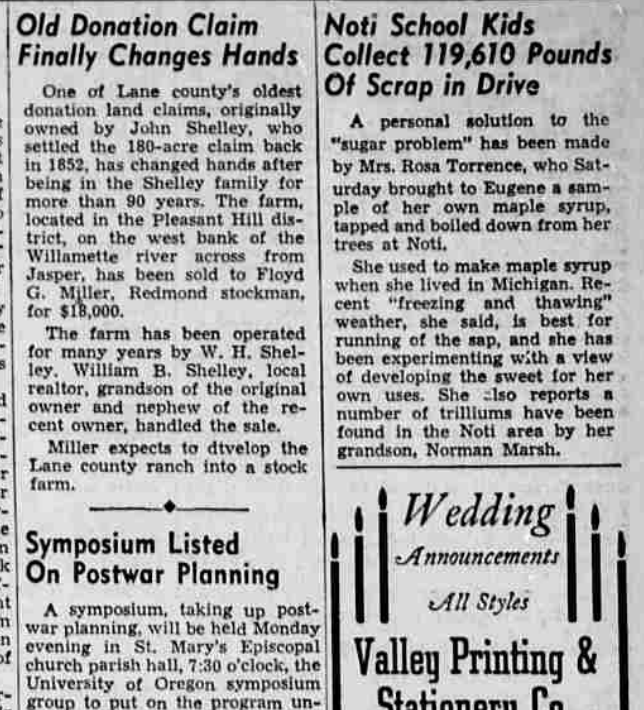 Old Donation Claim
Finally Changes Hands
One of Lane county's oldest
donation land claims, originally
owned by John Shelley, who
settled the 180-acre claim back
in 1852, has changed hands after
being in the Shelley family for
more than 90 years. The farm,
located in the Pleasant Hill dis-
trict, on the west bank of the
Willamette river across from
Jasper, has been sold to Floyd
G. Miller, Redmond stockman,
for $18,000.
The farm has been operated
for many years by W. H. Shel-
ley. William B. Shelley, local
realtor, grandson of the original
owner and nephew of the re-
cent owner, handled the sale.
Miller expects to dtvelop the
Lane county ranch into a stock
farm.
Symposium Listed
On Postwar Planning
A symposium, taking up post-
war planning, will be held Monday
evening in St. Mary's Episcopal
church parish hall, 7:30 o'clock, the
University of Oregon symposium
group to put on the program un-
Noti School Kids
Collect 119,610 Pounds
Of Scrap in Drive
A personal solution to the
"sugar problem" has been made
by Mrs. Rosa Torrence, who Sat-
urday brought to Eugene a sam-
ple of her own maple syrup,
tapped and boiled down from her
trees at Noti.
She used to make maple syrup
when she lived in Michigan. Re-
cent "freezing and thawing"
weather, she said, is best for
running of the sap, and she has
been experimenting with a view
of developing the sweet for her
own uses. She also reports a
number of trilliums have been
found in the Noti area by her
grandson, Norman Marsh.
Wedding
Announcements
All Styles
Valley Printing &
Stationery Co.